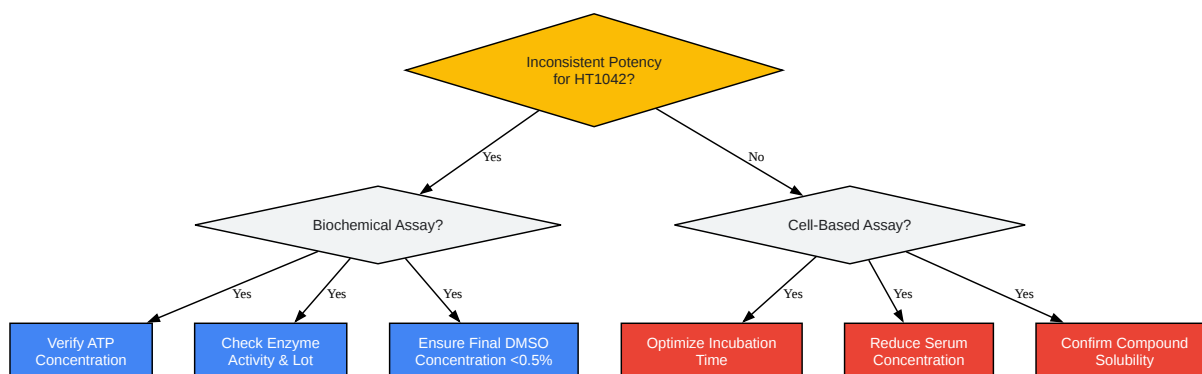 Inconsistent Potency
for HT1042?
Yes
No
Biochemical Assay?
Cell-Based Assay?
Yes
Yes
Yes
Yes
Yes
Yes
Verify ATP
Concentration
Check Enzyme
Activity & Lot
Ensure Final DMSO
Concentration <0.5%
Optimize Incubation
Time
Reduce Serum
Concentration
Confirm Compound
Solubility